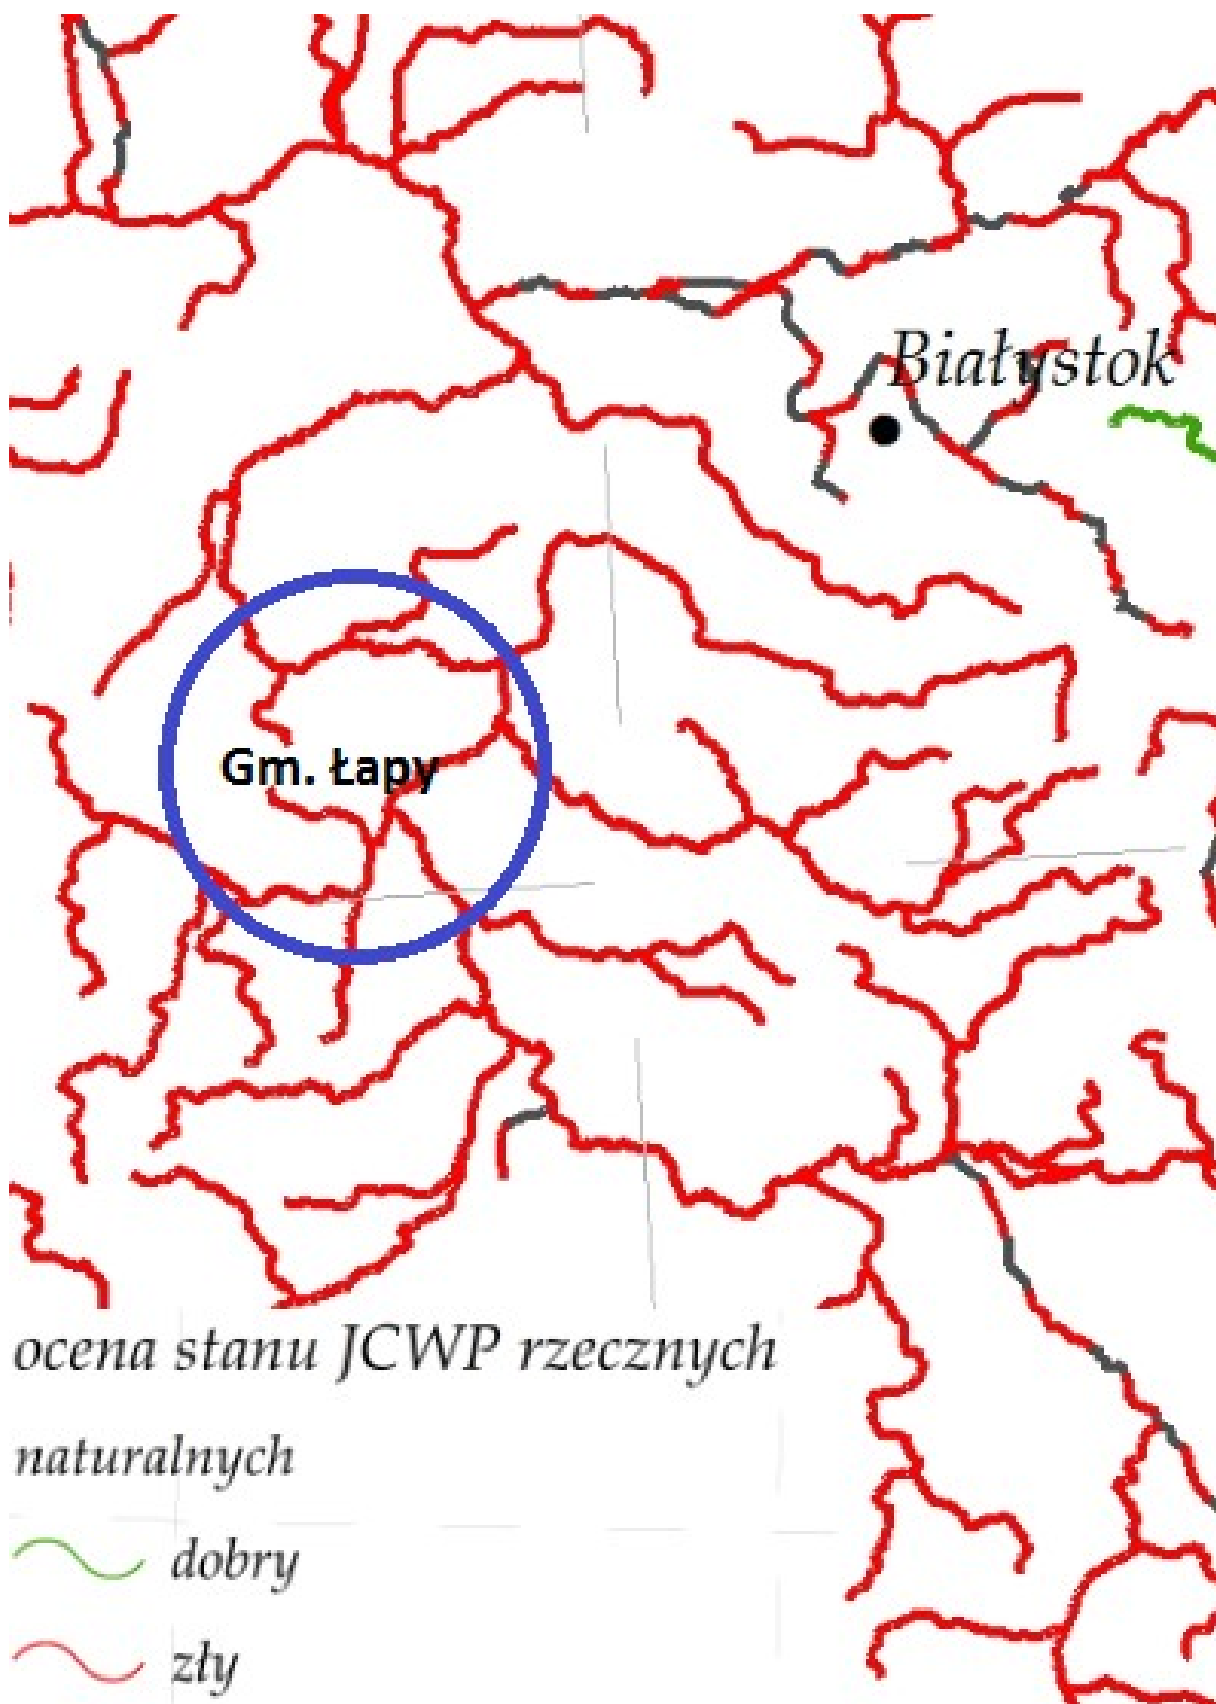 Białystok
Gm. Łapy
ocena stanu JCWP rzecznych
naturalnych
dobry
zły